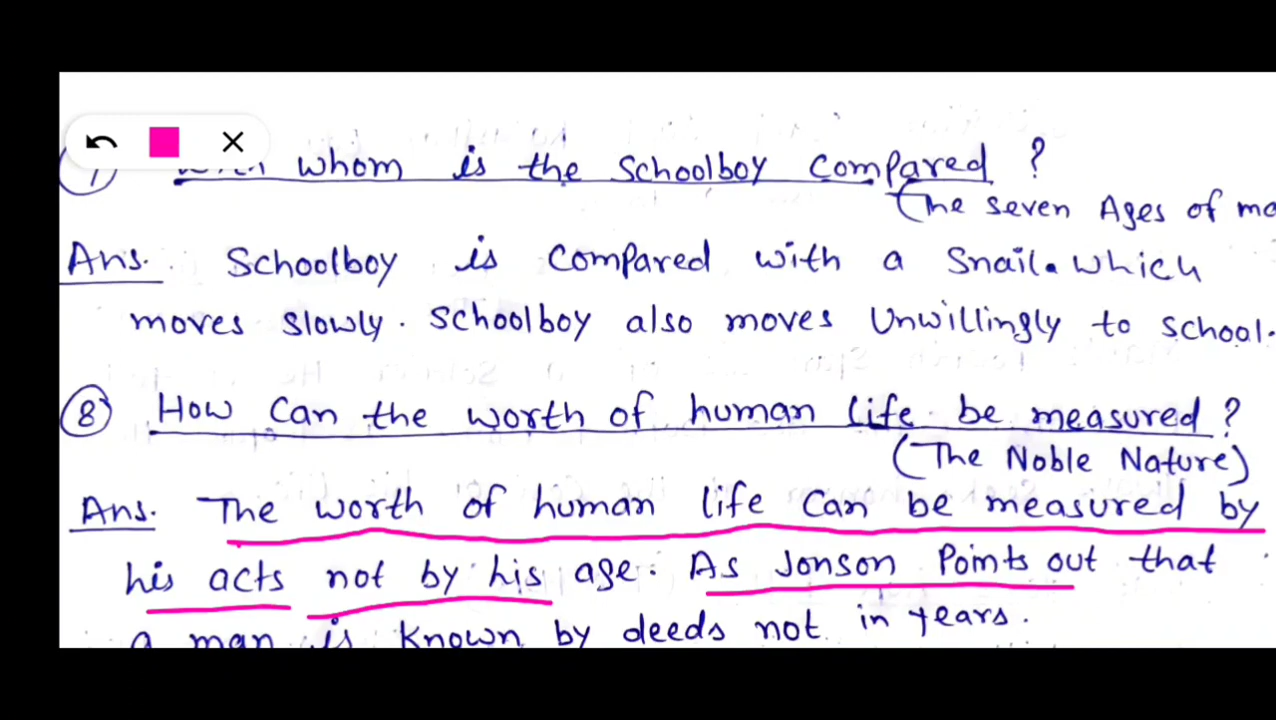 7 whom is the schoolboy compared ?
(The seven Ages of
Ans. Schoolboy is compared with a snail. which
moves slowly. schoolboy also moves Unwillingly to school.
8 How can the worth of human life be measured ?
(The Noble Nature)
Ans. The worth of human life can be measured by
his acts not by his age. As Jonson Points out that
a man is known by deeds not in years.